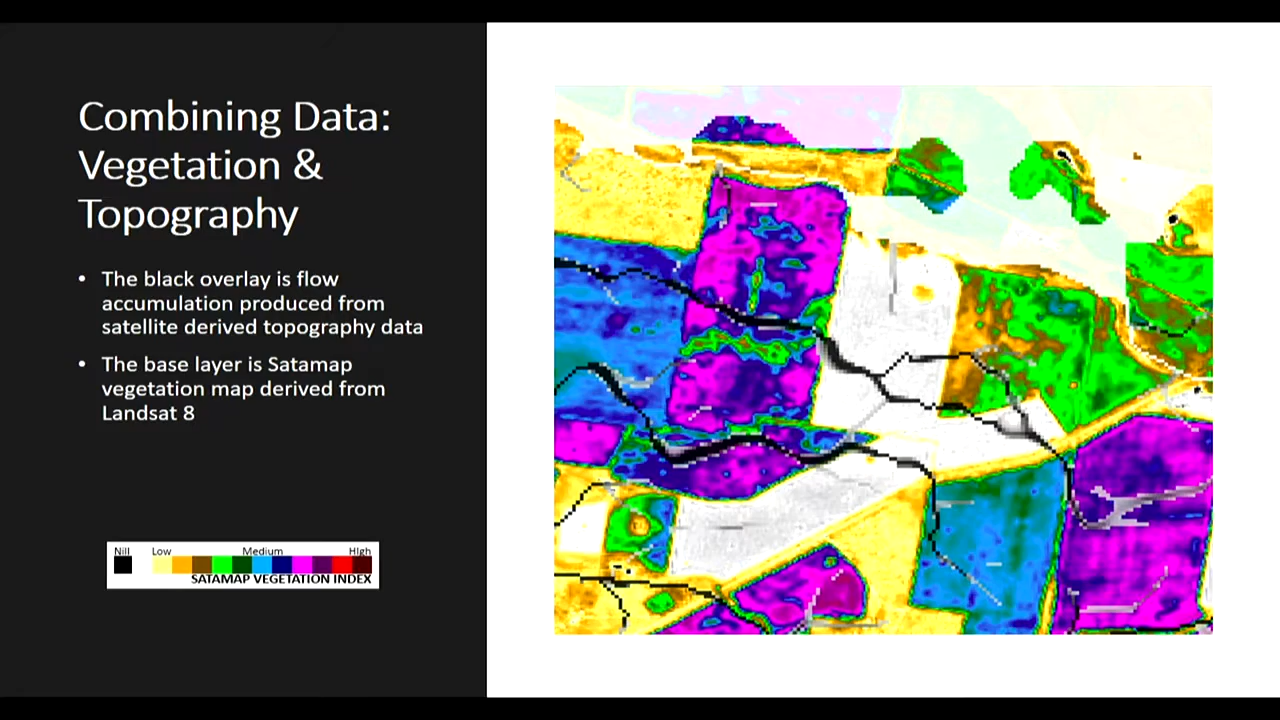 Combining Data:
Vegetation &
Topography
• The black overlay is flow
accumulation produced from
satellite derived topography data
• The base layer is Satamap
vegetation map derived from
Landsat 8
Nill Low Medium High
SATAMAP VEGETATION INDEX